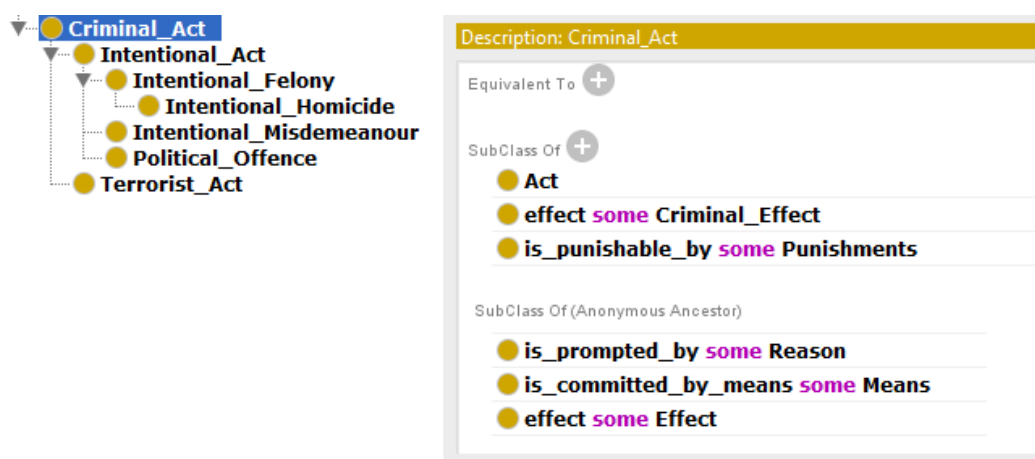 Criminal_Act
Intentional_Act
Intentional_Felony
Intentional_Homicide
Intentional_Misdemeanour
Political_Offence
Terrorist_Act
Description: Criminal_Act
Equivalent To
SubClass Of
Act
effect some Criminal_Effect
is_punishable_by some Punishments
SubClass Of (Anonymous Ancestor)
is_prompted_by some Reason
is_committed_by_means some Means
effect some Effect